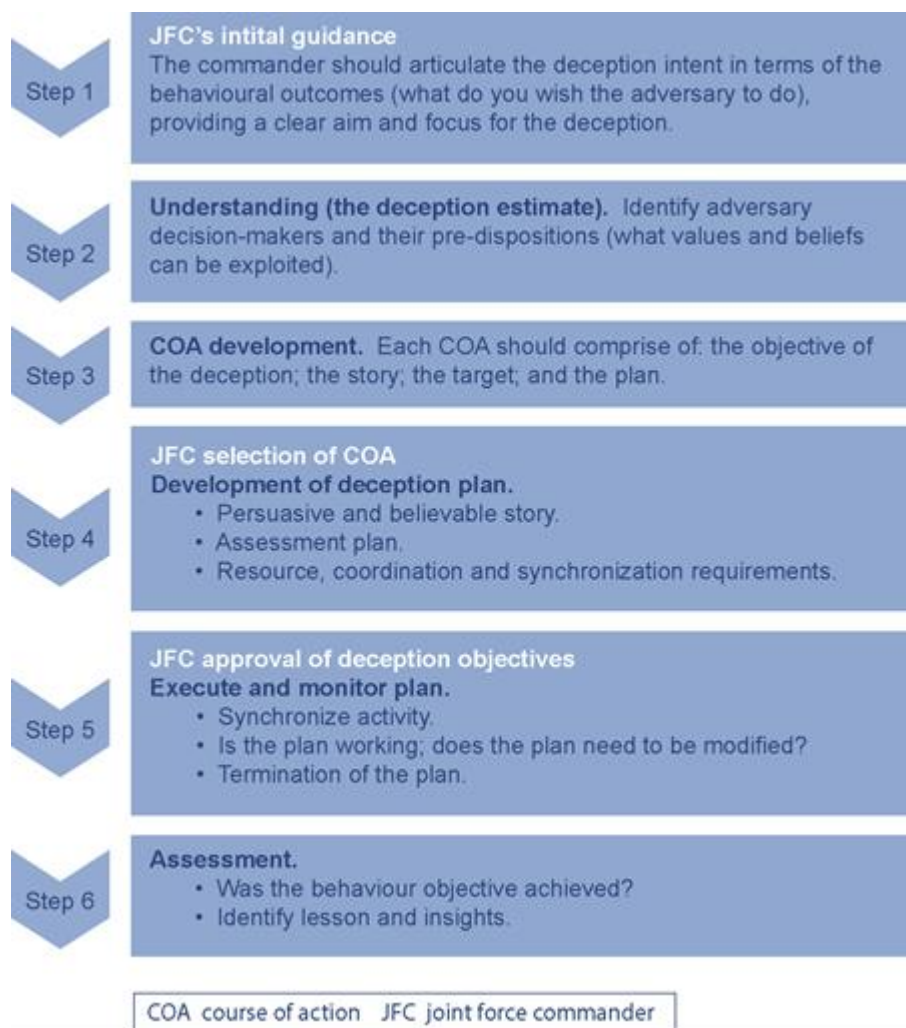 Step 1
JFC's intital guidance
The commander should articulate the deception intent in terms of the
behavioural outcomes (what do you wish the adversary to do),
providing a clear aim and focus for the deception.
Step 2
Understanding (the deception estimate). Identify adversary
decision-makers and their pre-dispositions (what values and beliefs
can be exploited).
Step 3
COA development. Each COA should comprise of: the objective of
the deception; the story; the target; and the plan.
Step 4
JFC selection of COA
Development of deception plan.
• Persuasive and believable story.
• Assessment plan.
• Resource, coordination and synchronization requirements.
Step 5
JFC approval of deception objectives
Execute and monitor plan.
• Synchronize activity.
• Is the plan working; does the plan need to be modified?
• Termination of the plan.
Step 6
Assessment.
• Was the behaviour objective achieved?
• Identify lesson and insights.
COA course of action JFC joint force commander